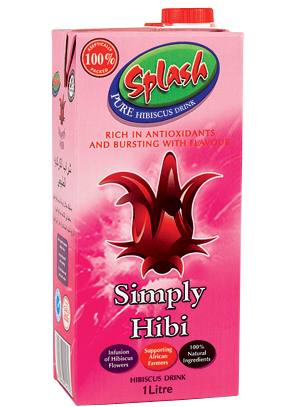 ASEPTICALLY
100%
PACKED
Splash
PURE HIBISCUS DRINK
RICH IN ANTIOXIDANTS
AND BURSTING WITH FLAVOUR
Simply
Hibi
Infusion
of Hibiscus
Flowers
Supporting
African
Farmers
100%
Natural
Ingredients
HIBISCUS DRINK
1 Litre